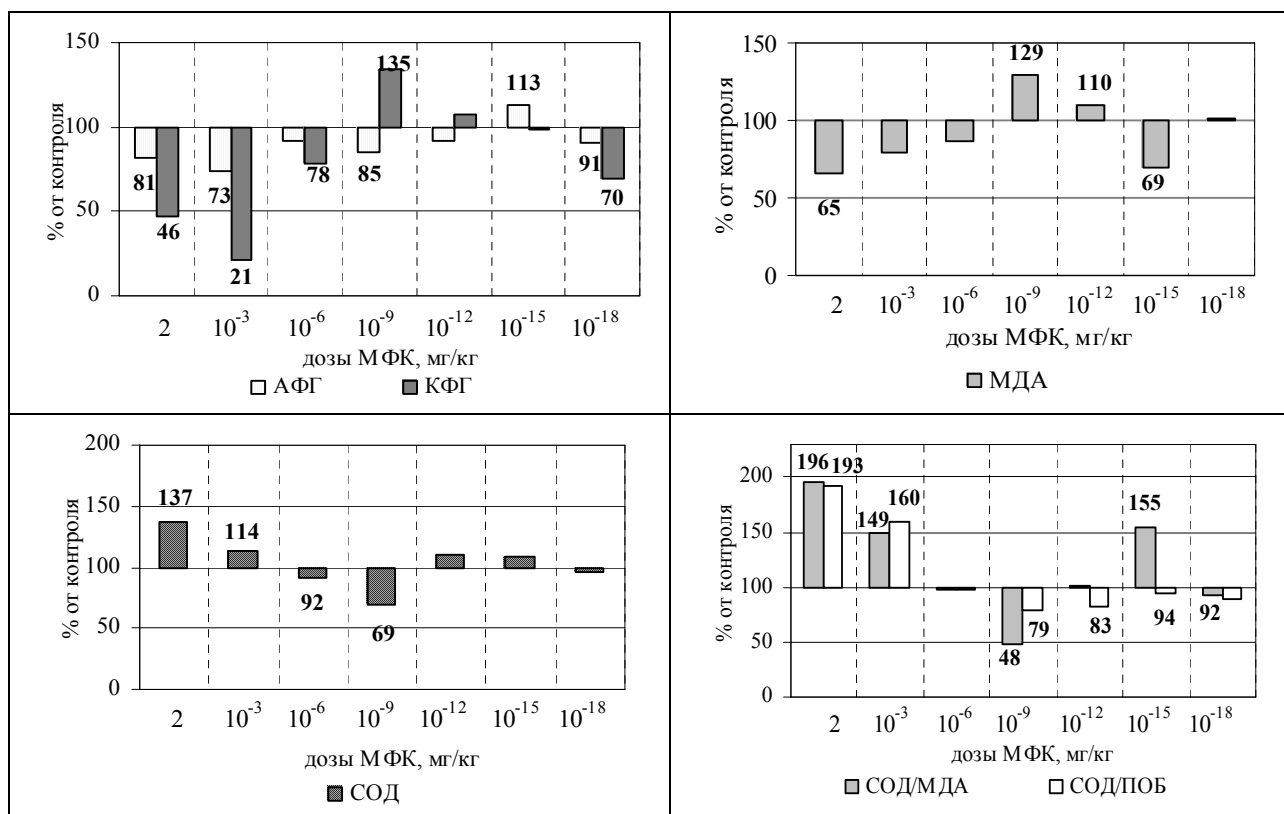 150
135
113
100
% от контроля
81
73
78
85
91
70
50
46
21
0
2 10⁻³ 10⁻⁶ 10⁻⁹ 10⁻¹² 10⁻¹⁵ 10⁻¹⁸
дозы МФК, мг/кг
АФГ КФГ
150
129
110
100
% от контроля
65
69
50
0
2 10⁻³ 10⁻⁶ 10⁻⁹ 10⁻¹² 10⁻¹⁵ 10⁻¹⁸
дозы МФК, мг/кг
МДА
200
150
137
114
100
% от контроля
92
69
50
0
2 10⁻³ 10⁻⁶ 10⁻⁹ 10⁻¹² 10⁻¹⁵ 10⁻¹⁸
дозы МФК, мг/кг
СОД
196 193
200
160
155
150
149
100
% от контроля
79
83
94
92
50
48
0
2 10⁻³ 10⁻⁶ 10⁻⁹ 10⁻¹² 10⁻¹⁵ 10⁻¹⁸
дозы МФК, мг/кг
СОД/МДА СОД/ПОБ